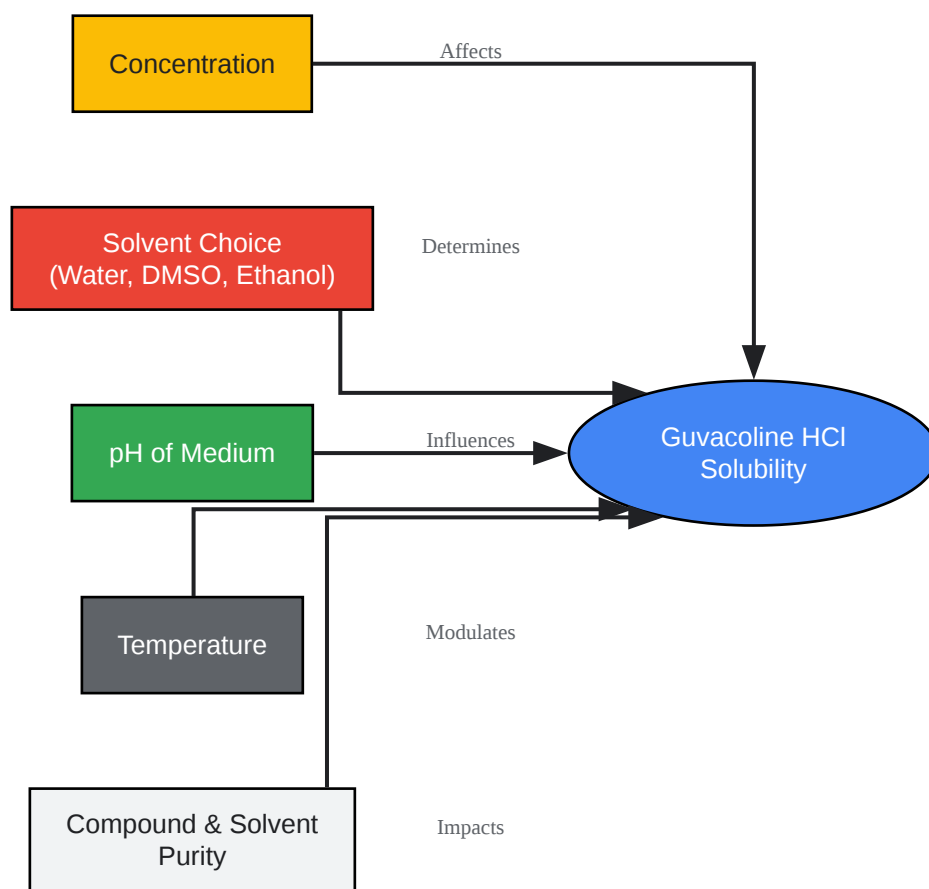 Concentration
Affects
Solvent Choice
(Water, DMSO, Ethanol)
Determines
pH of Medium
Influences
Guvacoline HCl
Solubility
Temperature
Modulates
Compound & Solvent
Purity
Impacts